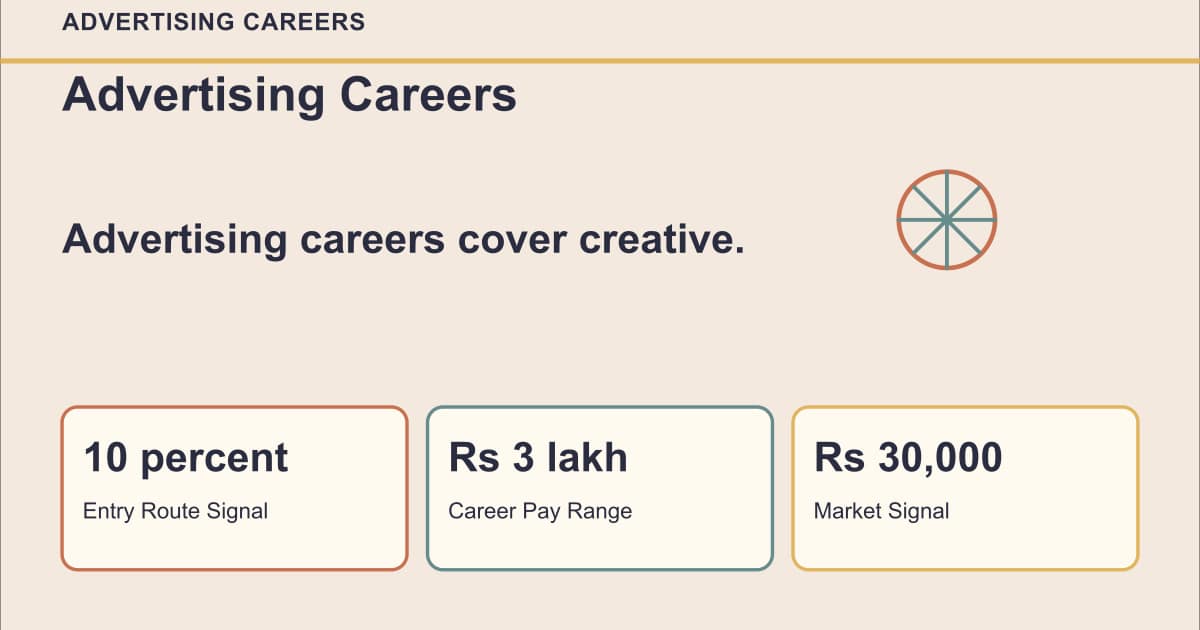 ADVERTISING CAREERS
Advertising Careers
Advertising careers cover creative.
10 percent
Entry Route Signal
Rs 3 lakh
Career Pay Range
Rs 30,000
Market Signal